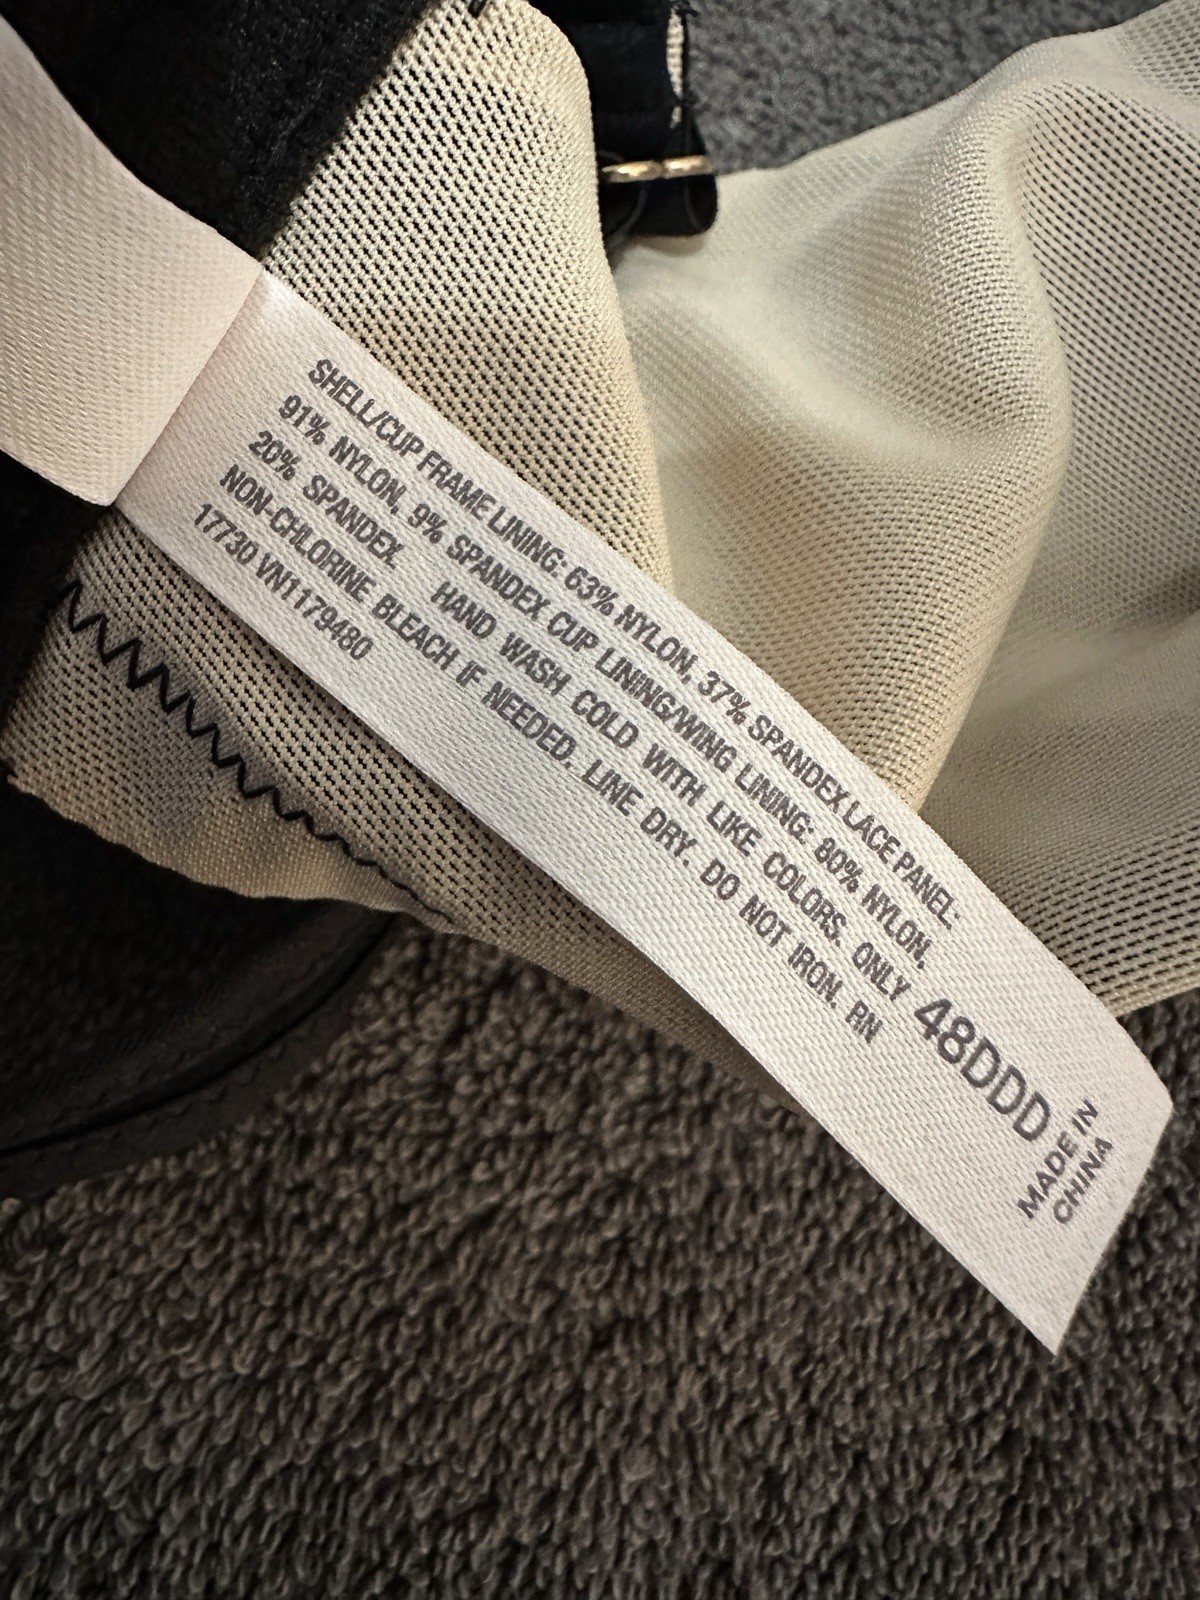 SHELL/CUP FRAME LINING: 63% NYLON, 37% SPANDEX LACE PANEL:
91% NYLON, 9% SPANDEX CUP LINING/WING LINING: 80% NYLON,
20% SPANDEX HAND WASH COLD WITH LIKE COLORS. ONLY
NON-CHLORINE BLEACH IF NEEDED. LINE DRY. DO NOT IRON. RN
17730 VN1179480
48DDD
MADE IN
CHINA